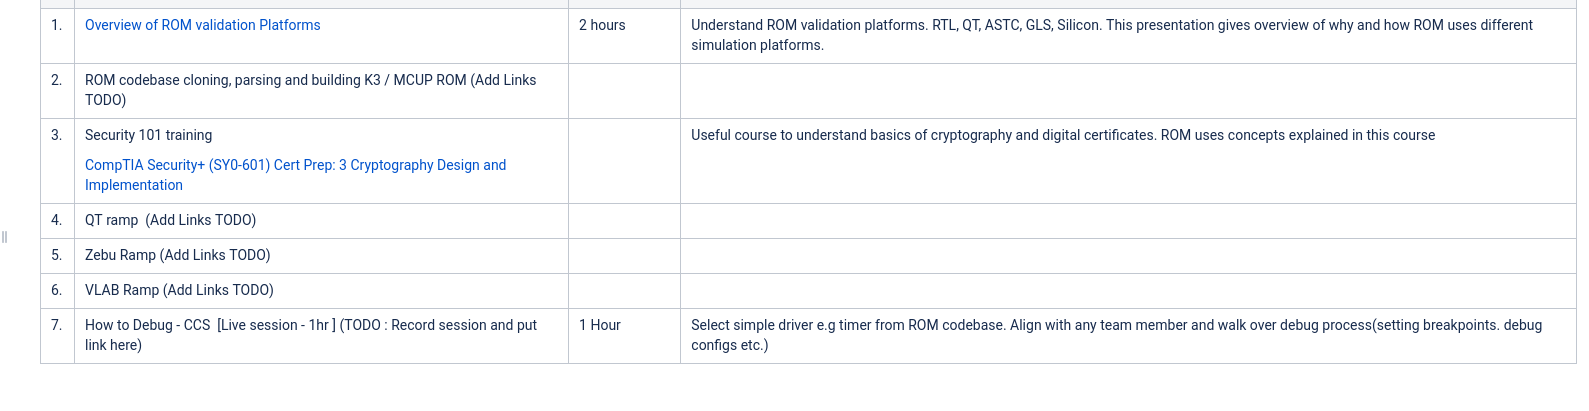 1. Overview of ROM validation Platforms 2 hours Understand ROM validation platforms. RTL, QT, ASTC, GLS, Silicon. This presentation gives overview of why and how ROM uses different
simulation platforms.
2. ROM codebase cloning, parsing and building K3 / MCUP ROM (Add Links
TODO)
3. Security 101 training Useful course to understand basics of cryptography and digital certificates. ROM uses concepts explained in this course
CompTIA Security+ (SY0-601) Cert Prep: 3 Cryptography Design and
Implementation
4. QT ramp  (Add Links TODO)
5. Zebu Ramp (Add Links TODO)
6. VLAB Ramp (Add Links TODO)
7. How to Debug - CCS  [Live session - 1hr ] (TODO : Record session and put 1 Hour Select simple driver e.g timer from ROM codebase. Align with any team member and walk over debug process(setting breakpoints. debug
link here) configs etc.)